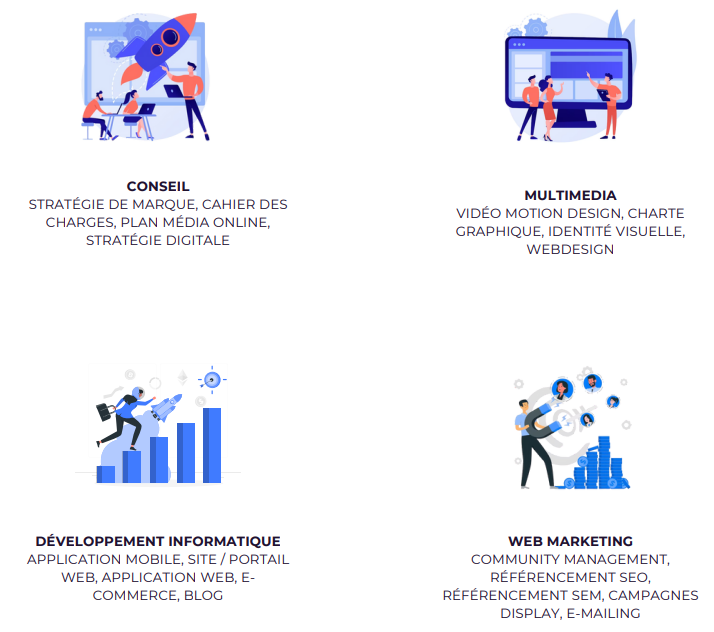 CONSEIL
STRATÉGIE DE MARQUE, CAHIER DES
CHARGES, PLAN MÉDIA ONLINE,
STRATÉGIE DIGITALE
MULTIMEDIA
VIDÉO MOTION DESIGN, CHARTE
GRAPHIQUE, IDENTITÉ VISUELLE,
WEBDESIGN
DÉVELOPPEMENT INFORMATIQUE
APPLICATION MOBILE, SITE / PORTAIL
WEB, APPLICATION WEB, E-
COMMERCE, BLOG
WEB MARKETING
COMMUNITY MANAGEMENT,
RÉFÉRENCEMENT SEO,
RÉFÉRENCEMENT SEM, CAMPAGNES
DISPLAY, E-MAILING